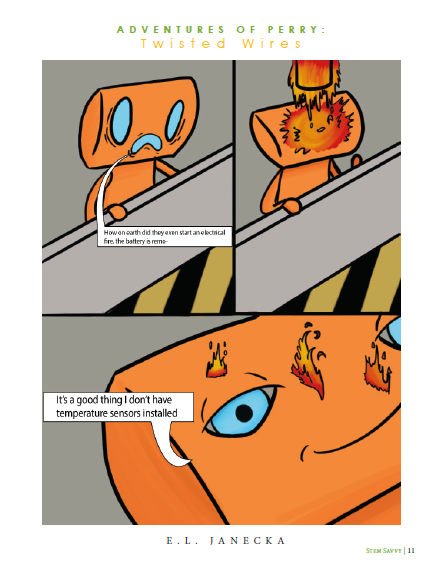 ADVENTURES OF PERRY:
Twisted Wires
How on earth did they even start an electrical
fire, the battery is reme-
It's a good thing I don't have
temperature sensors installed
E.L. JANECKA
STEM SAVVY | 11